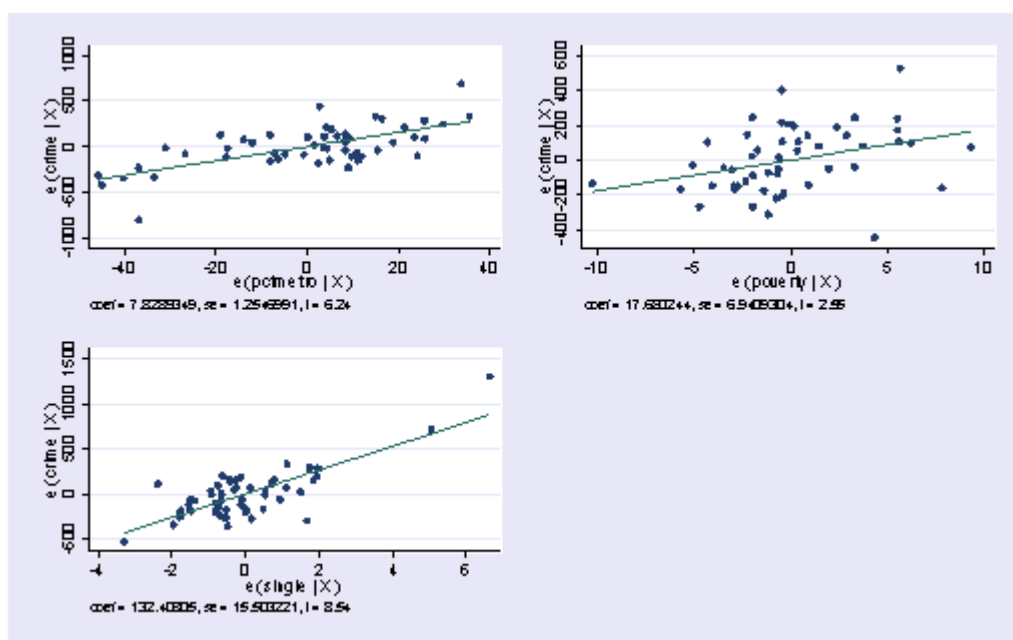 1000
500
0
-500
-1000
e(crime | X)
-40 -20 0 20 40
e(pctmetro | X)
coef = 7.8289349, se = 1.2546991, t = 6.24
600
400
200
0
-200
-400
e(crime | X)
-10 -5 0 5 10
e(poverty | X)
coef = 17.680244, se = 6.9409304, t = 2.55
1500
1000
500
0
-500
e(crime | X)
-4 -2 0 2 4 6
e(single | X)
coef = 132.40805, se = 15.503221, t = 8.54